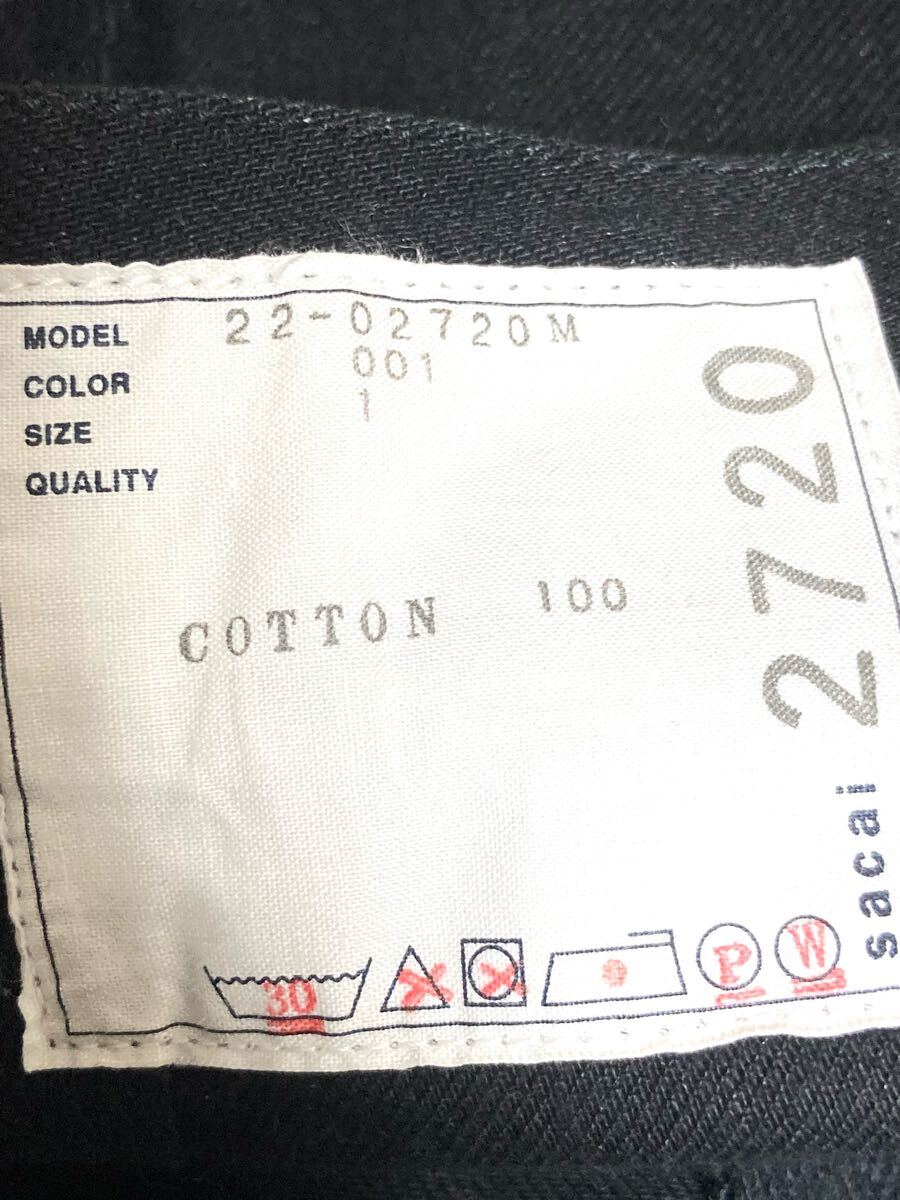 MODEL 22-02720M
COLOR 001
SIZE 1
QUALITY
COTTON 100
2720
sacai
30
P
W